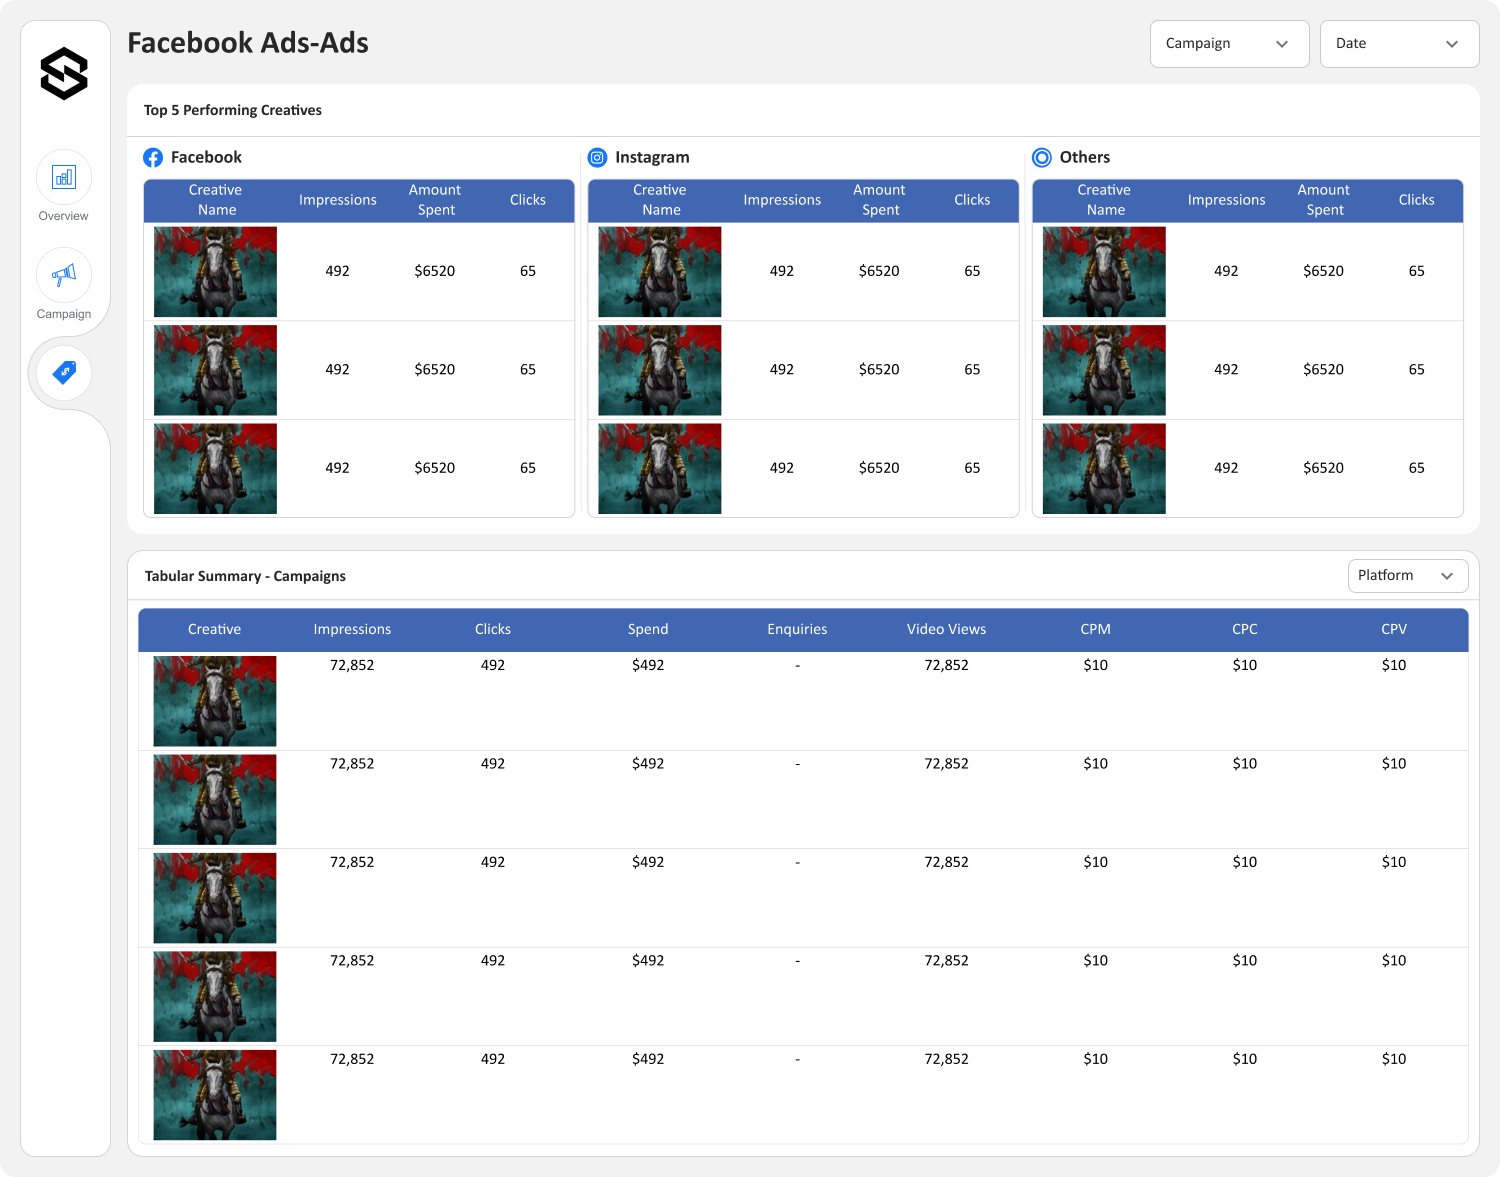 Facebook Ads-Ads
Campaign
Date
Overview
Campaign
Top 5 Performing Creatives
Facebook
Creative Name Impressions Amount Spent Clicks
492 $6520 65
492 $6520 65
492 $6520 65
Instagram
Creative Name Impressions Amount Spent Clicks
492 $6520 65
492 $6520 65
492 $6520 65
Others
Creative Name Impressions Amount Spent Clicks
492 $6520 65
492 $6520 65
492 $6520 65
Tabular Summary - Campaigns
Platform
Creative Impressions Clicks Spend Enquiries Video Views CPM CPC CPV
72,852 492 $492 - 72,852 $10 $10 $10
72,852 492 $492 - 72,852 $10 $10 $10
72,852 492 $492 - 72,852 $10 $10 $10
72,852 492 $492 - 72,852 $10 $10 $10
72,852 492 $492 - 72,852 $10 $10 $10